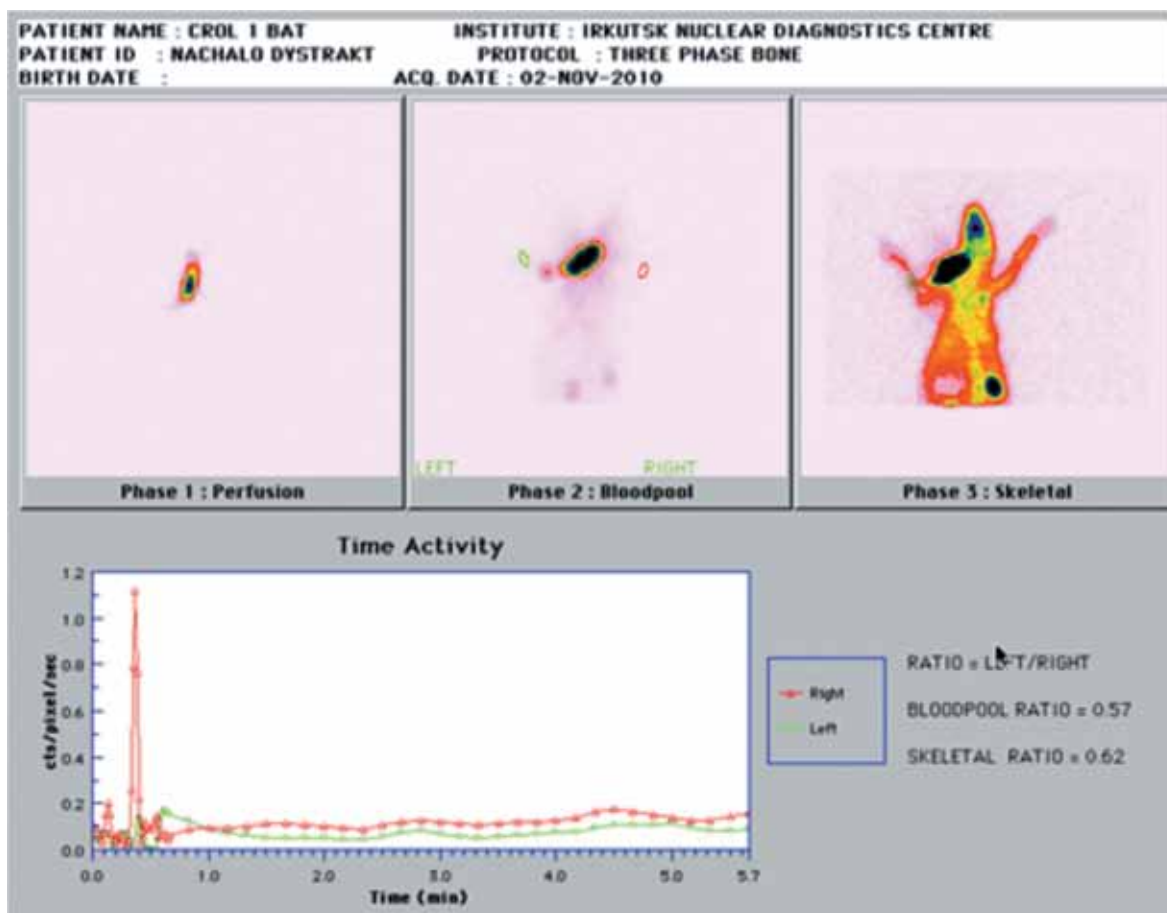 PATIENT NAME : CROL 1 BAT INSTITUTE : IRKUTSK NUCLEAR DIAGNOSTICS CENTRE
PATIENT ID : NACHALO DYSTRAKT PROTOCOL : THREE PHASE BONE
BIRTH DATE : ACQ. DATE : 02-NOV-2010
LEFT RIGHT
Phase 1 : Perfusion Phase 2 : Bloodpool Phase 3 : Skeletal
Time Activity
1.2
1.0
0.8
0.6
0.4
0.2
0.0
cts/pixel/sec
0.0 1.0 2.0 3.0 4.0 5.0 5.7
Time (min)
Right
Left
RATIO = LEFT/RIGHT
BLOODPOOL RATIO = 0.57
SKELETAL RATIO = 0.62